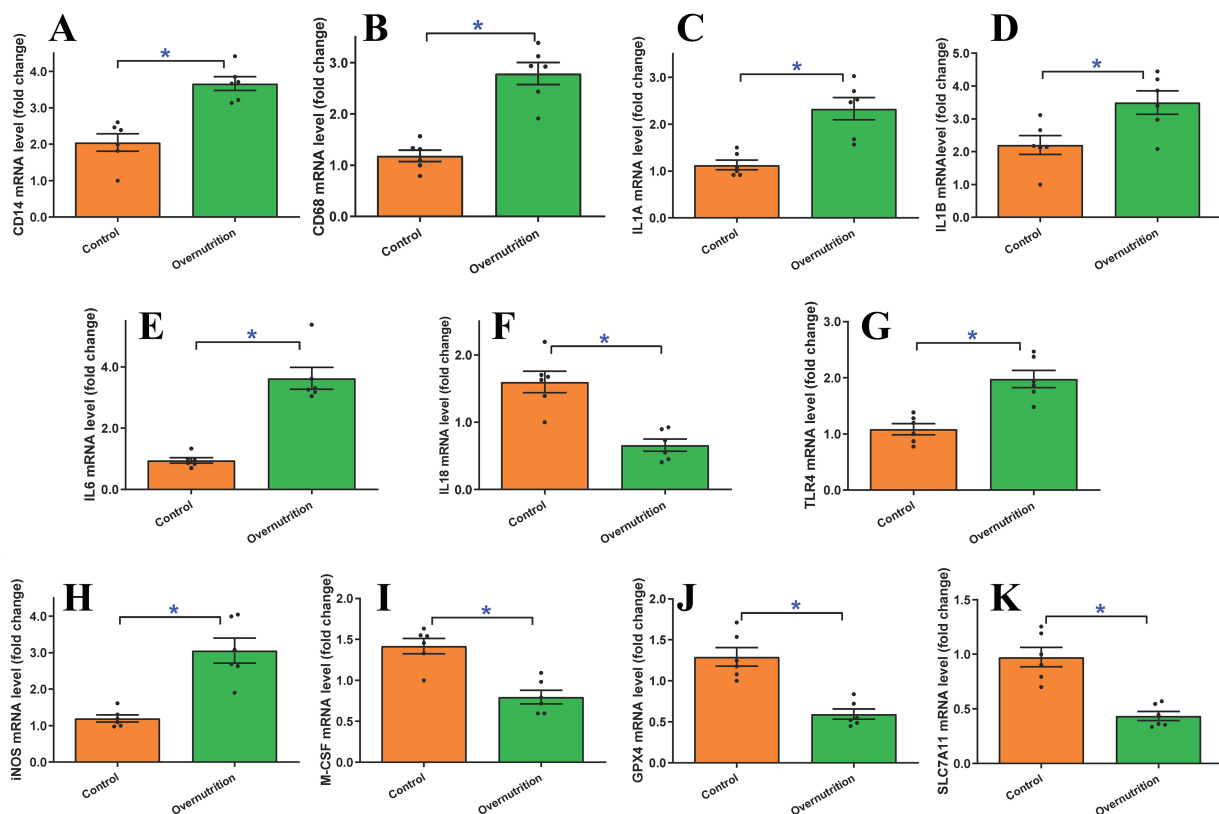 A
CD14 mRNA level (fold change)
4.0
3.0
2.0
1.0
0.0
*
Control
Overnutrition
B
CD68 mRNA level (fold change)
3.0
2.0
1.0
0.0
*
Control
Overnutrition
C
IL1A mRNA level (fold change)
3.0
2.0
1.0
0.0
*
Control
Overnutrition
D
IL1B mRNAlevel (fold change)
5.0
4.0
3.0
2.0
1.0
0.0
*
Control
Overnutrition
E
IL6 mRNA level (fold change)
4.0
2.0
0.0
*
Control
Overnutrition
F
IL18 mRNA level (fold change)
2.0
1.0
0.0
*
Control
Overnutrition
G
TLR4 mRNA level (fold change)
3.0
2.0
1.0
0.0
*
Control
Overnutrition
H
iNOS mRNA level (fold change)
4.0
3.0
2.0
1.0
0.0
*
Control
Overnutrition
I
M-CSF mRNA level (fold change)
2.0
1.5
1.0
0.5
0.0
*
Control
Overnutrition
J
GPX4 mRNA level (fold change)
2.0
1.5
1.0
0.5
0.0
*
Control
Overnutrition
K
SLC7A11 mRNA level (fold change)
1.5
1.0
0.5
0.0
*
Control
Overnutrition